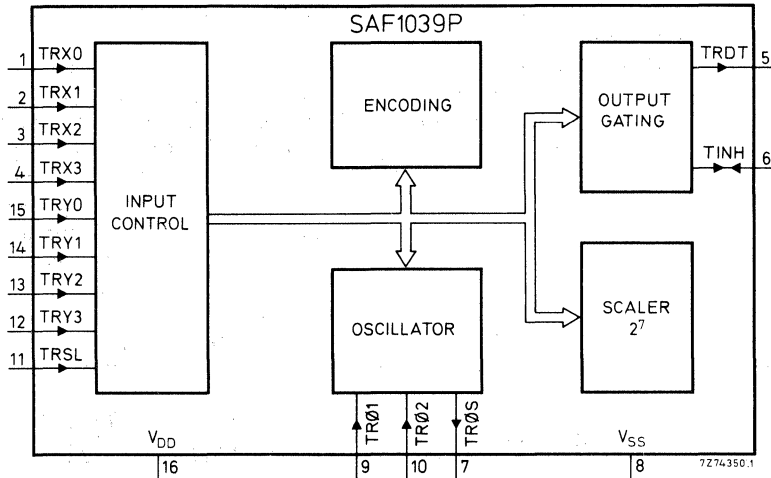 SAF1039P
1 TRX0
2 TRX1
3 TRX2
4 TRX3
15 TRY0
14 TRY1
13 TRY2
12 TRY3
11 TRSL
INPUT
CONTROL
ENCODING
OSCILLATOR
OUTPUT
GATING
SCALER
2⁷
TRDT 5
TINH 6
TRØ1
TRØ2
TRØS
V_DD
16
9
10
7
V_SS
8
7Z74350.1